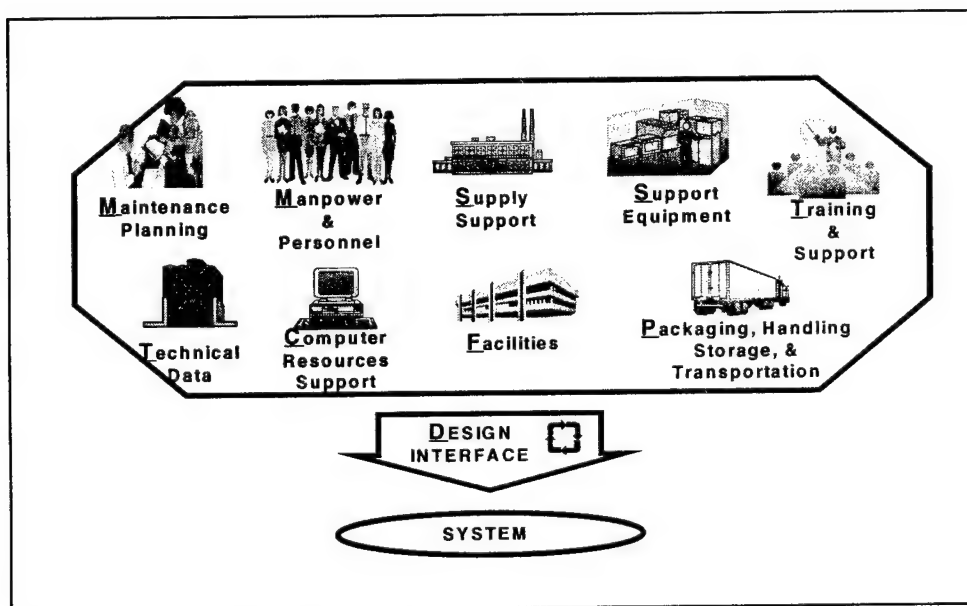 Maintenance
Planning
Manpower
&
Personnel
Supply
Support
Support
Equipment
Training
&
Support
Technical
Data
Computer
Resources
Support
Facilities
Packaging, Handling
Storage, &
Transportation
DESIGN
INTERFACE
SYSTEM